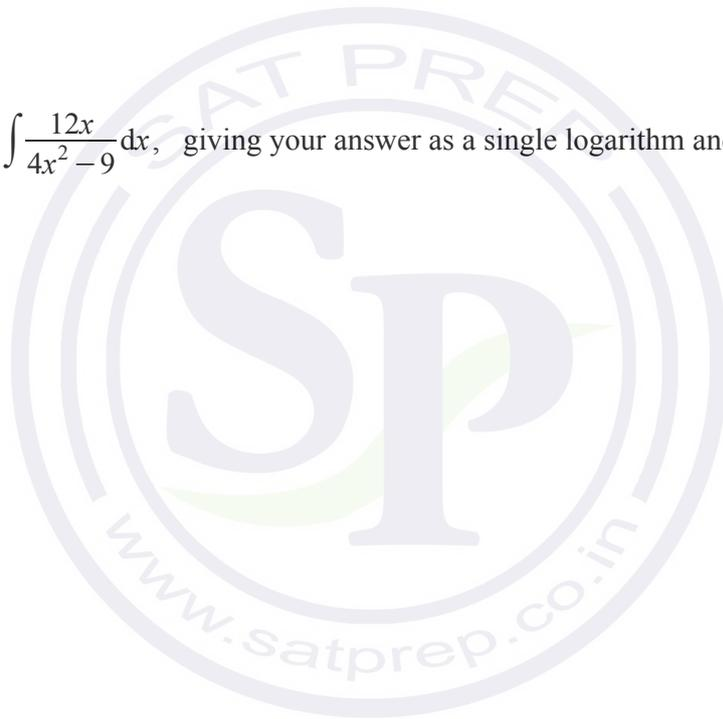 SAT PREP
∫ 12x / (4x² – 9) dx, giving your answer as a single logarithm an
SP
www.satprep.co.in